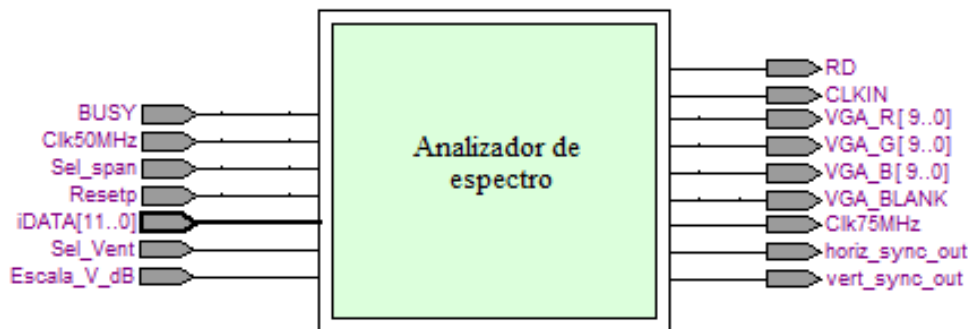 BUSY
Clk50MHz
Sel_span
Resetp
iDATA[11..0]
Sel_Vent
Escala_V_dB
Analizador de
espectro
RD
CLKIN
VGA_R[ 9..0]
VGA_G[ 9..0]
VGA_B[ 9..0]
VGA_BLANK
Clk75MHz
horiz_sync_out
vert_sync_out